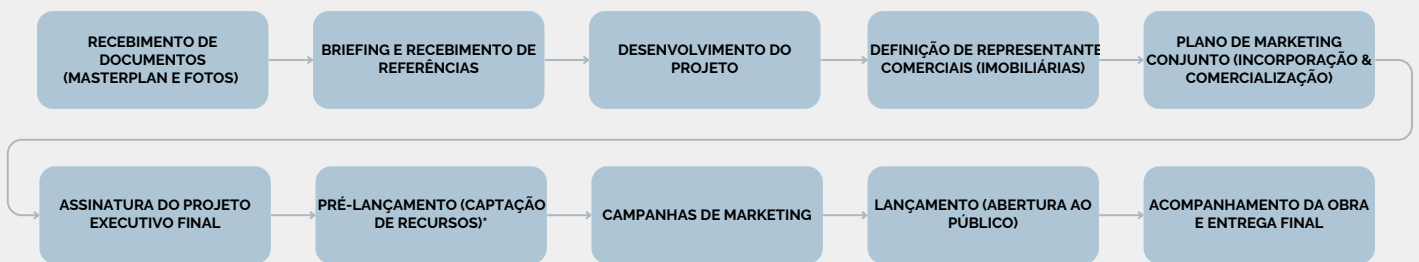 RECEBIMENTO DE
DOCUMENTOS
(MASTERPLAN E FOTOS)
BRIEFING E RECEBIMENTO DE
REFERÊNCIAS
DESENVOLVIMENTO DO
PROJETO
DEFINIÇÃO DE REPRESENTANTE
COMERCIAIS (IMOBILIÁRIAS)
PLANO DE MARKETING
CONJUNTO (INCORPORAÇÃO &
COMERCIALIZAÇÃO)
ASSINATURA DO PROJETO
EXECUTIVO FINAL
PRÉ-LANÇAMENTO (CAPTAÇÃO
DE RECURSOS)*
CAMPANHAS DE MARKETING
LANÇAMENTO (ABERTURA AO
PÚBLICO)
ACOMPANHAMENTO DA OBRA
E ENTREGA FINAL